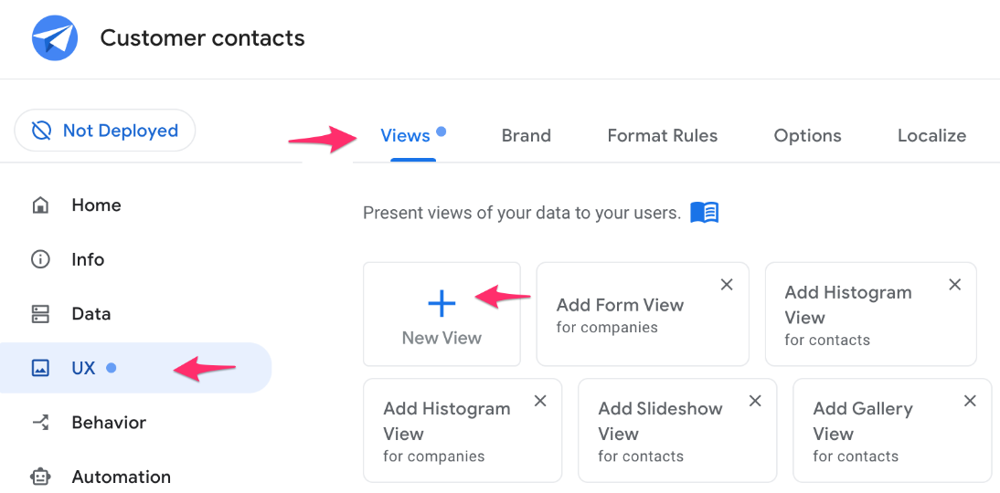 Customer contacts
Not Deployed
Views
Brand
Format Rules
Options
Localize
Home
Info
Data
UX
Behavior
Automation
Present views of your data to your users.
New View
Add Form View
for companies
Add Histogram
View
for contacts
Add Histogram
View
for companies
Add Slideshow
View
for contacts
Add Gallery
View
for contacts